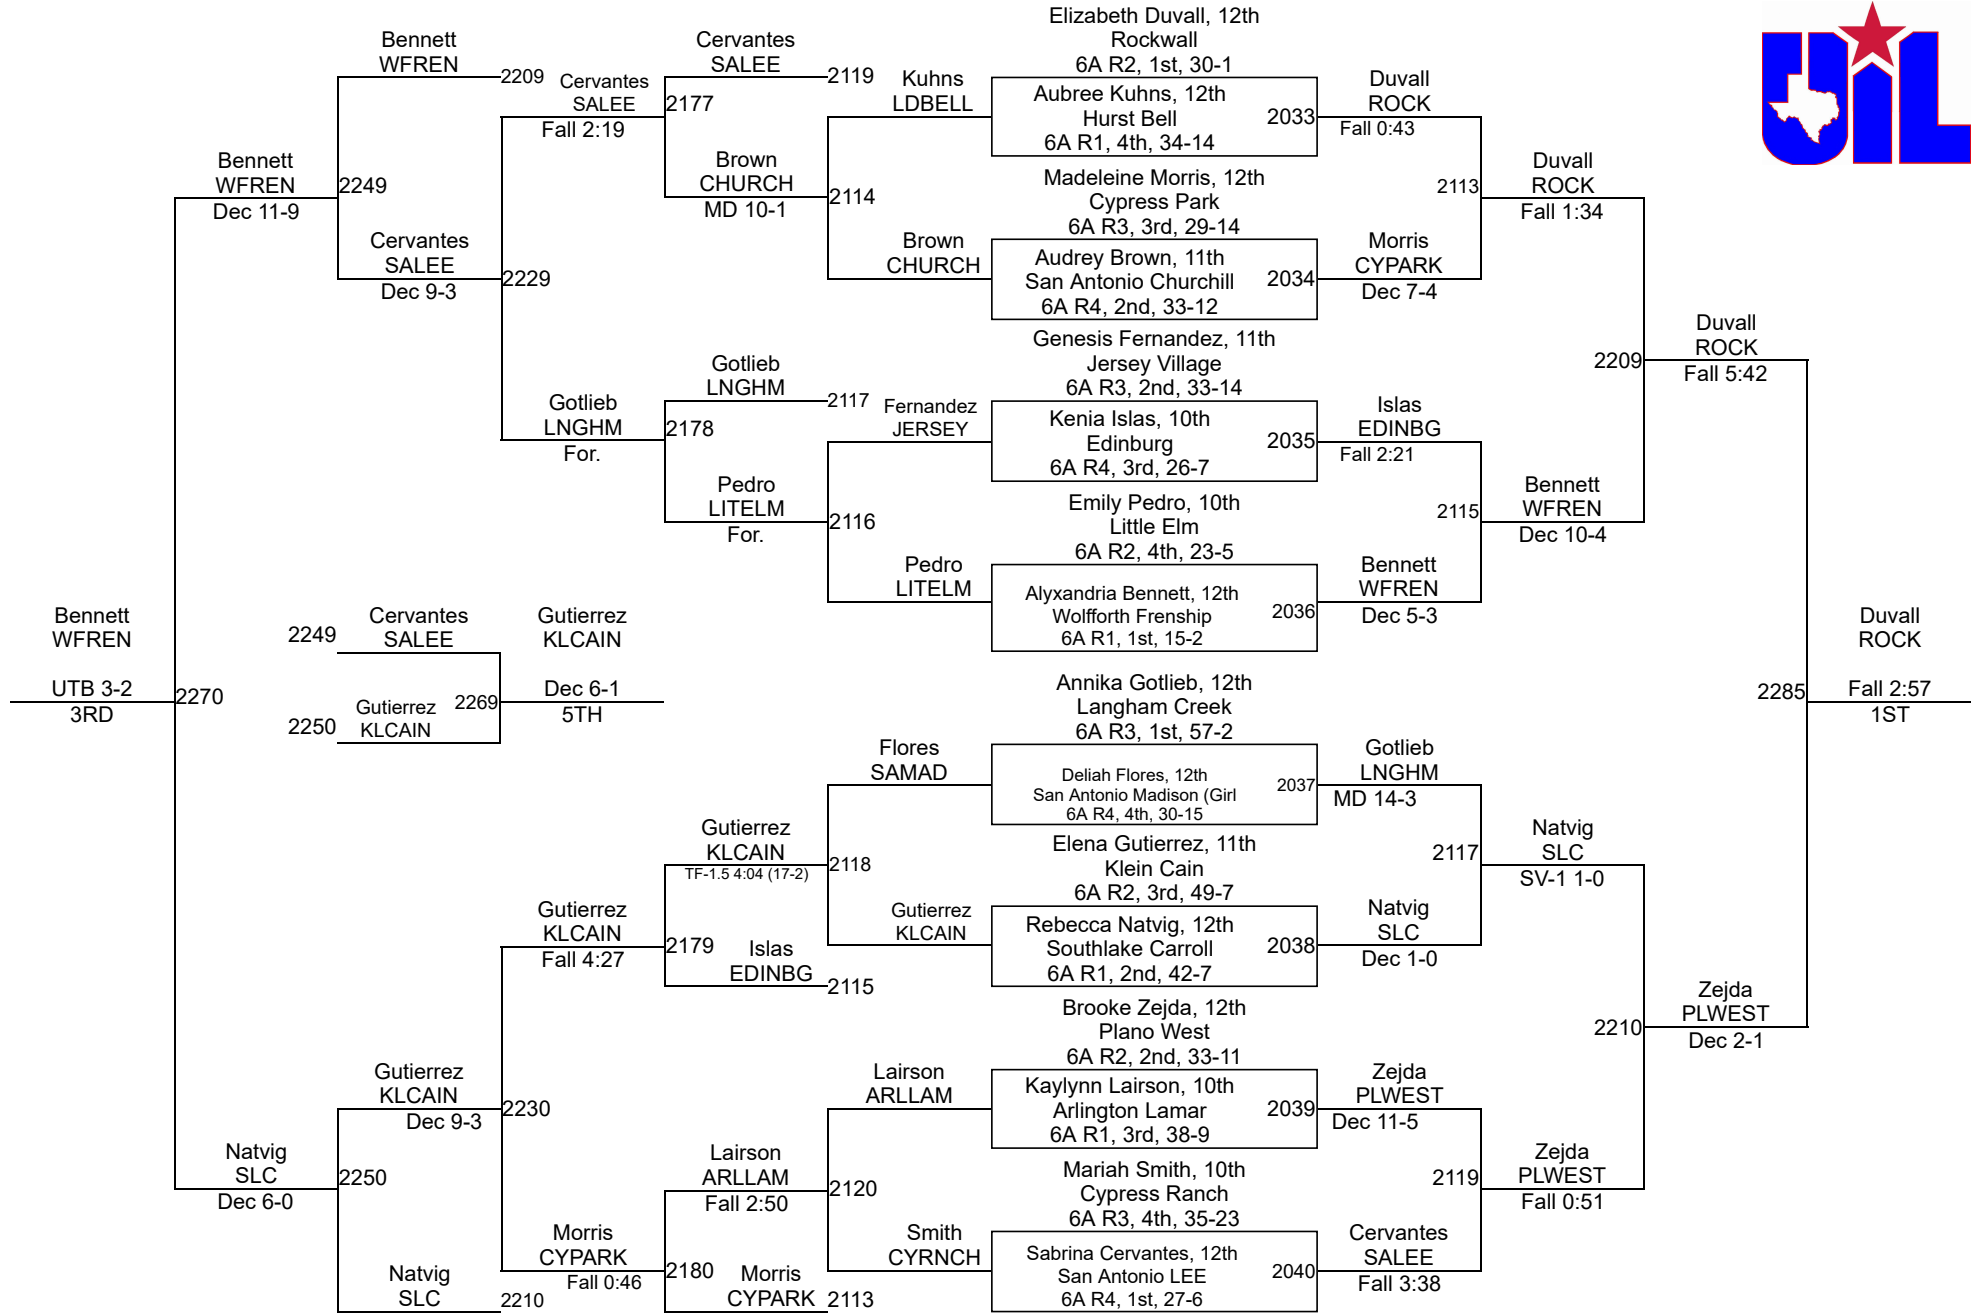 Bennett
WFREN
2209
Cervantes
SALEE
Fall 2:19
Cervantes
SALEE
2119
2177
Brown
CHURCH
MD 10-1
Kuhns
LDBELL
2114
Brown
CHURCH
Bennett
WFREN
Dec 11-9
2249
Cervantes
SALEE
Dec 9-3
2229
Gotlieb
LNGHM
For.
Gotlieb
LNGHM
2117
2178
Pedro
LITELM
For.
Fernandez
JERSEY
2116
Pedro
LITELM
Elizabeth Duvall, 12th
Rockwall
6A R2, 1st, 30-1
Aubree Kuhns, 12th
Hurst Bell
6A R1, 4th, 34-14
2033
Madeleine Morris, 12th
Cypress Park
6A R3, 3rd, 29-14
Audrey Brown, 11th
San Antonio Churchill
6A R4, 2nd, 33-12
2034
Genesis Fernandez, 11th
Jersey Village
6A R3, 2nd, 33-14
Kenia Islas, 10th
Edinburg
6A R4, 3rd, 26-7
2035
Emily Pedro, 10th
Little Elm
6A R2, 4th, 23-5
Alyxandria Bennett, 12th
Wolfforth Frenship
6A R1, 1st, 15-2
2036
Duvall
ROCK
Fall 0:43
2113
Morris
CYPARK
Dec 7-4
Duvall
ROCK
Fall 1:34
Islas
EDINBG
Fall 2:21
2115
Bennett
WFREN
Dec 5-3
Bennett
WFREN
Dec 10-4
2209
Duvall
ROCK
Fall 5:42
UIL
Bennett
WFREN
UTB 3-2
3RD
2270
2249
Cervantes
SALEE
2250
Gutierrez
KLCAIN
2269
Gutierrez
KLCAIN
Dec 6-1
5TH
2285
Duvall
ROCK
Fall 2:57
1ST
Annika Gotlieb, 12th
Langham Creek
6A R3, 1st, 57-2
Deliah Flores, 12th
San Antonio Madison (Girl
6A R4, 4th, 30-15
2037
Elena Gutierrez, 11th
Klein Cain
6A R2, 3rd, 49-7
Rebecca Natvig, 12th
Southlake Carroll
6A R1, 2nd, 42-7
2038
Brooke Zejda, 12th
Plano West
6A R2, 2nd, 33-11
Kaylynn Lairson, 10th
Arlington Lamar
6A R1, 3rd, 38-9
2039
Mariah Smith, 10th
Cypress Ranch
6A R3, 4th, 35-23
Sabrina Cervantes, 12th
San Antonio LEE
6A R4, 1st, 27-6
2040
Flores
SAMAD
2118
Gutierrez
KLCAIN
Gutierrez
KLCAIN
TF-1.5 4:04 (17-2)
2179
Islas
EDINBG
2115
Gutierrez
KLCAIN
Fall 4:27
Gutierrez
KLCAIN
Dec 9-3
2230
Lairson
ARLLAM
2120
Smith
CYRNCH
Lairson
ARLLAM
Fall 2:50
2180
Morris
CYPARK
2113
Morris
CYPARK
Fall 0:46
Natvig
SLC
Dec 6-0
2250
Natvig
SLC
2210
Gotlieb
LNGHM
MD 14-3
2117
Natvig
SLC
Dec 1-0
Natvig
SLC
SV-1 1-0
2210
Zejda
PLWEST
Dec 11-5
2119
Cervantes
SALEE
Fall 3:38
Zejda
PLWEST
Fall 0:51
Zejda
PLWEST
Dec 2-1